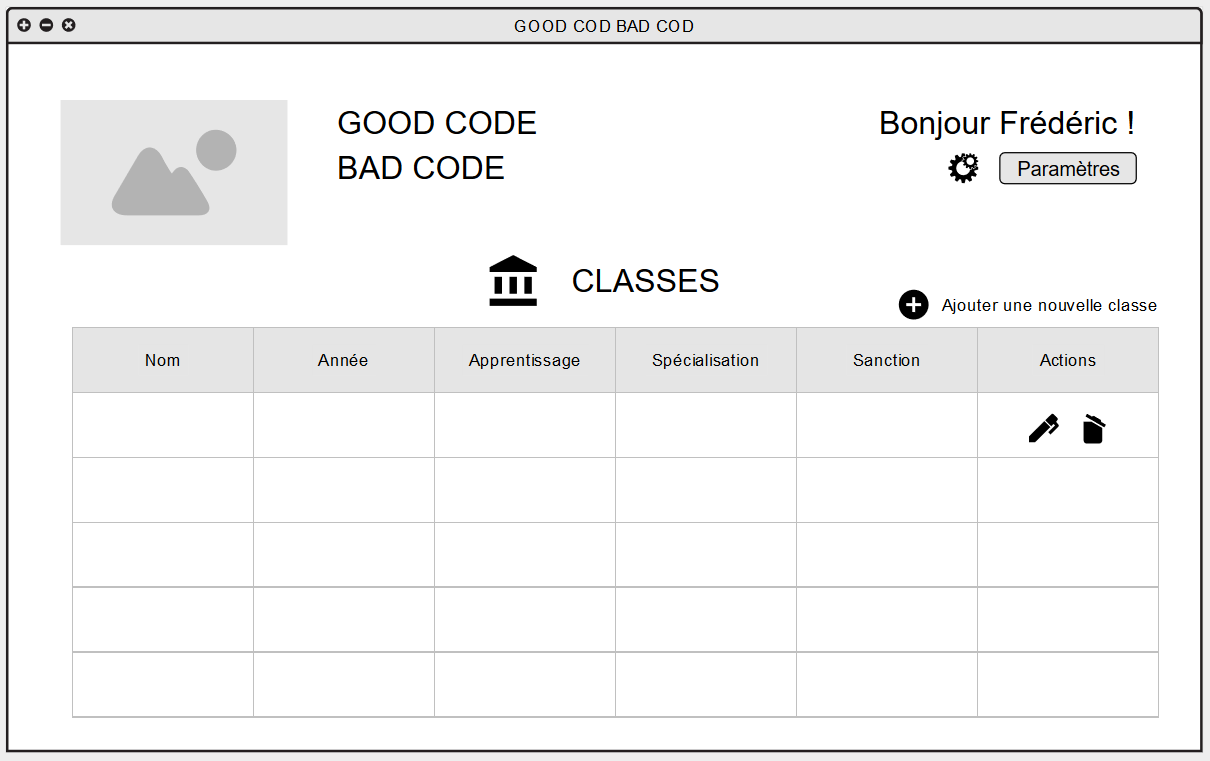 GOOD COD BAD COD
GOOD CODE
BAD CODE
Bonjour Frédéric !
Paramètres
CLASSES
Ajouter une nouvelle classe
Nom Année Apprentissage Spécialisation Sanction Actions